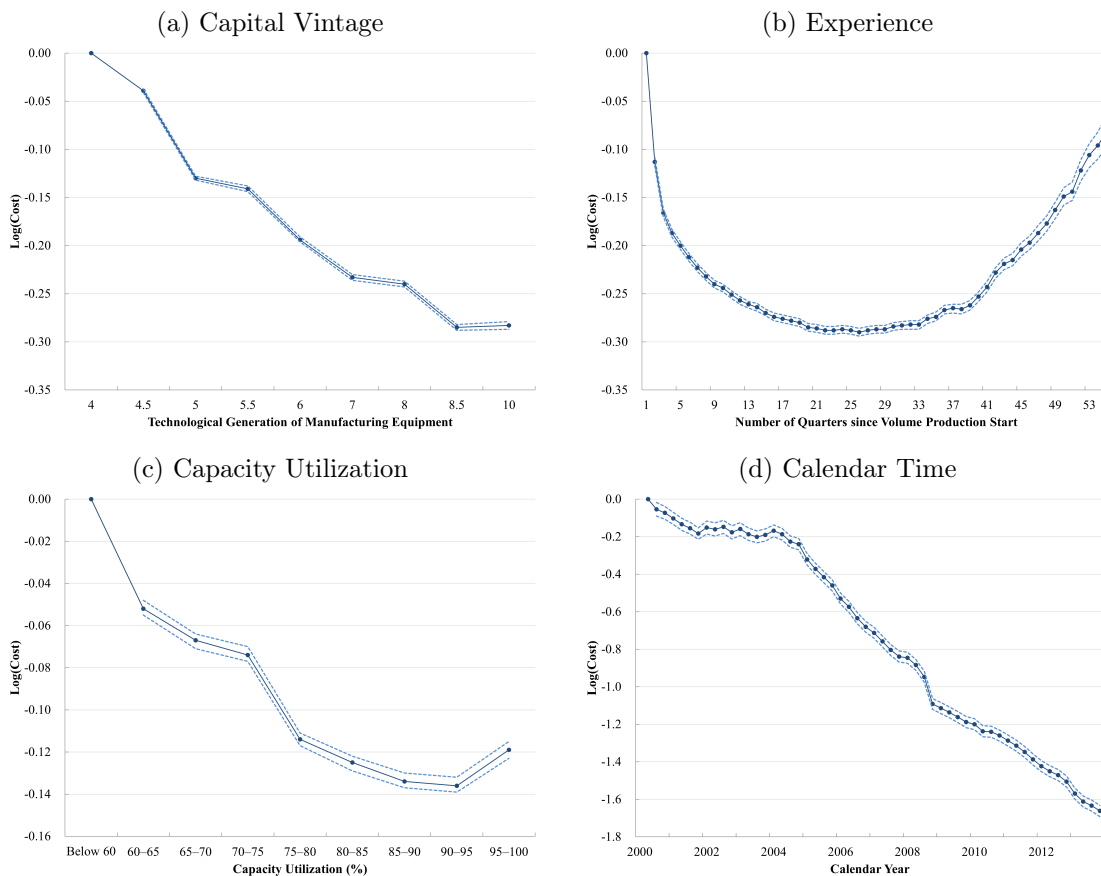 (a) Capital Vintage
0.00
-0.05
-0.10
-0.15
-0.20
-0.25
-0.30
-0.35
Log(Cost)
4 4.5 5 5.5 6 7 8 8.5 10
Technological Generation of Manufacturing Equipment
(b) Experience
0.00
-0.05
-0.10
-0.15
-0.20
-0.25
-0.30
-0.35
Log(Cost)
1 5 9 13 17 21 25 29 33 37 41 45 49 53
Number of Quarters since Volume Production Start
(c) Capacity Utilization
0.00
-0.02
-0.04
-0.06
-0.08
-0.10
-0.12
-0.14
-0.16
Log(Cost)
Below 60 60–65 65–70 70–75 75–80 80–85 85–90 90–95 95–100
Capacity Utilization (%)
(d) Calendar Time
0.0
-0.2
-0.4
-0.6
-0.8
-1.0
-1.2
-1.4
-1.6
-1.8
Log(Cost)
2000 2002 2004 2006 2008 2010 2012
Calendar Year